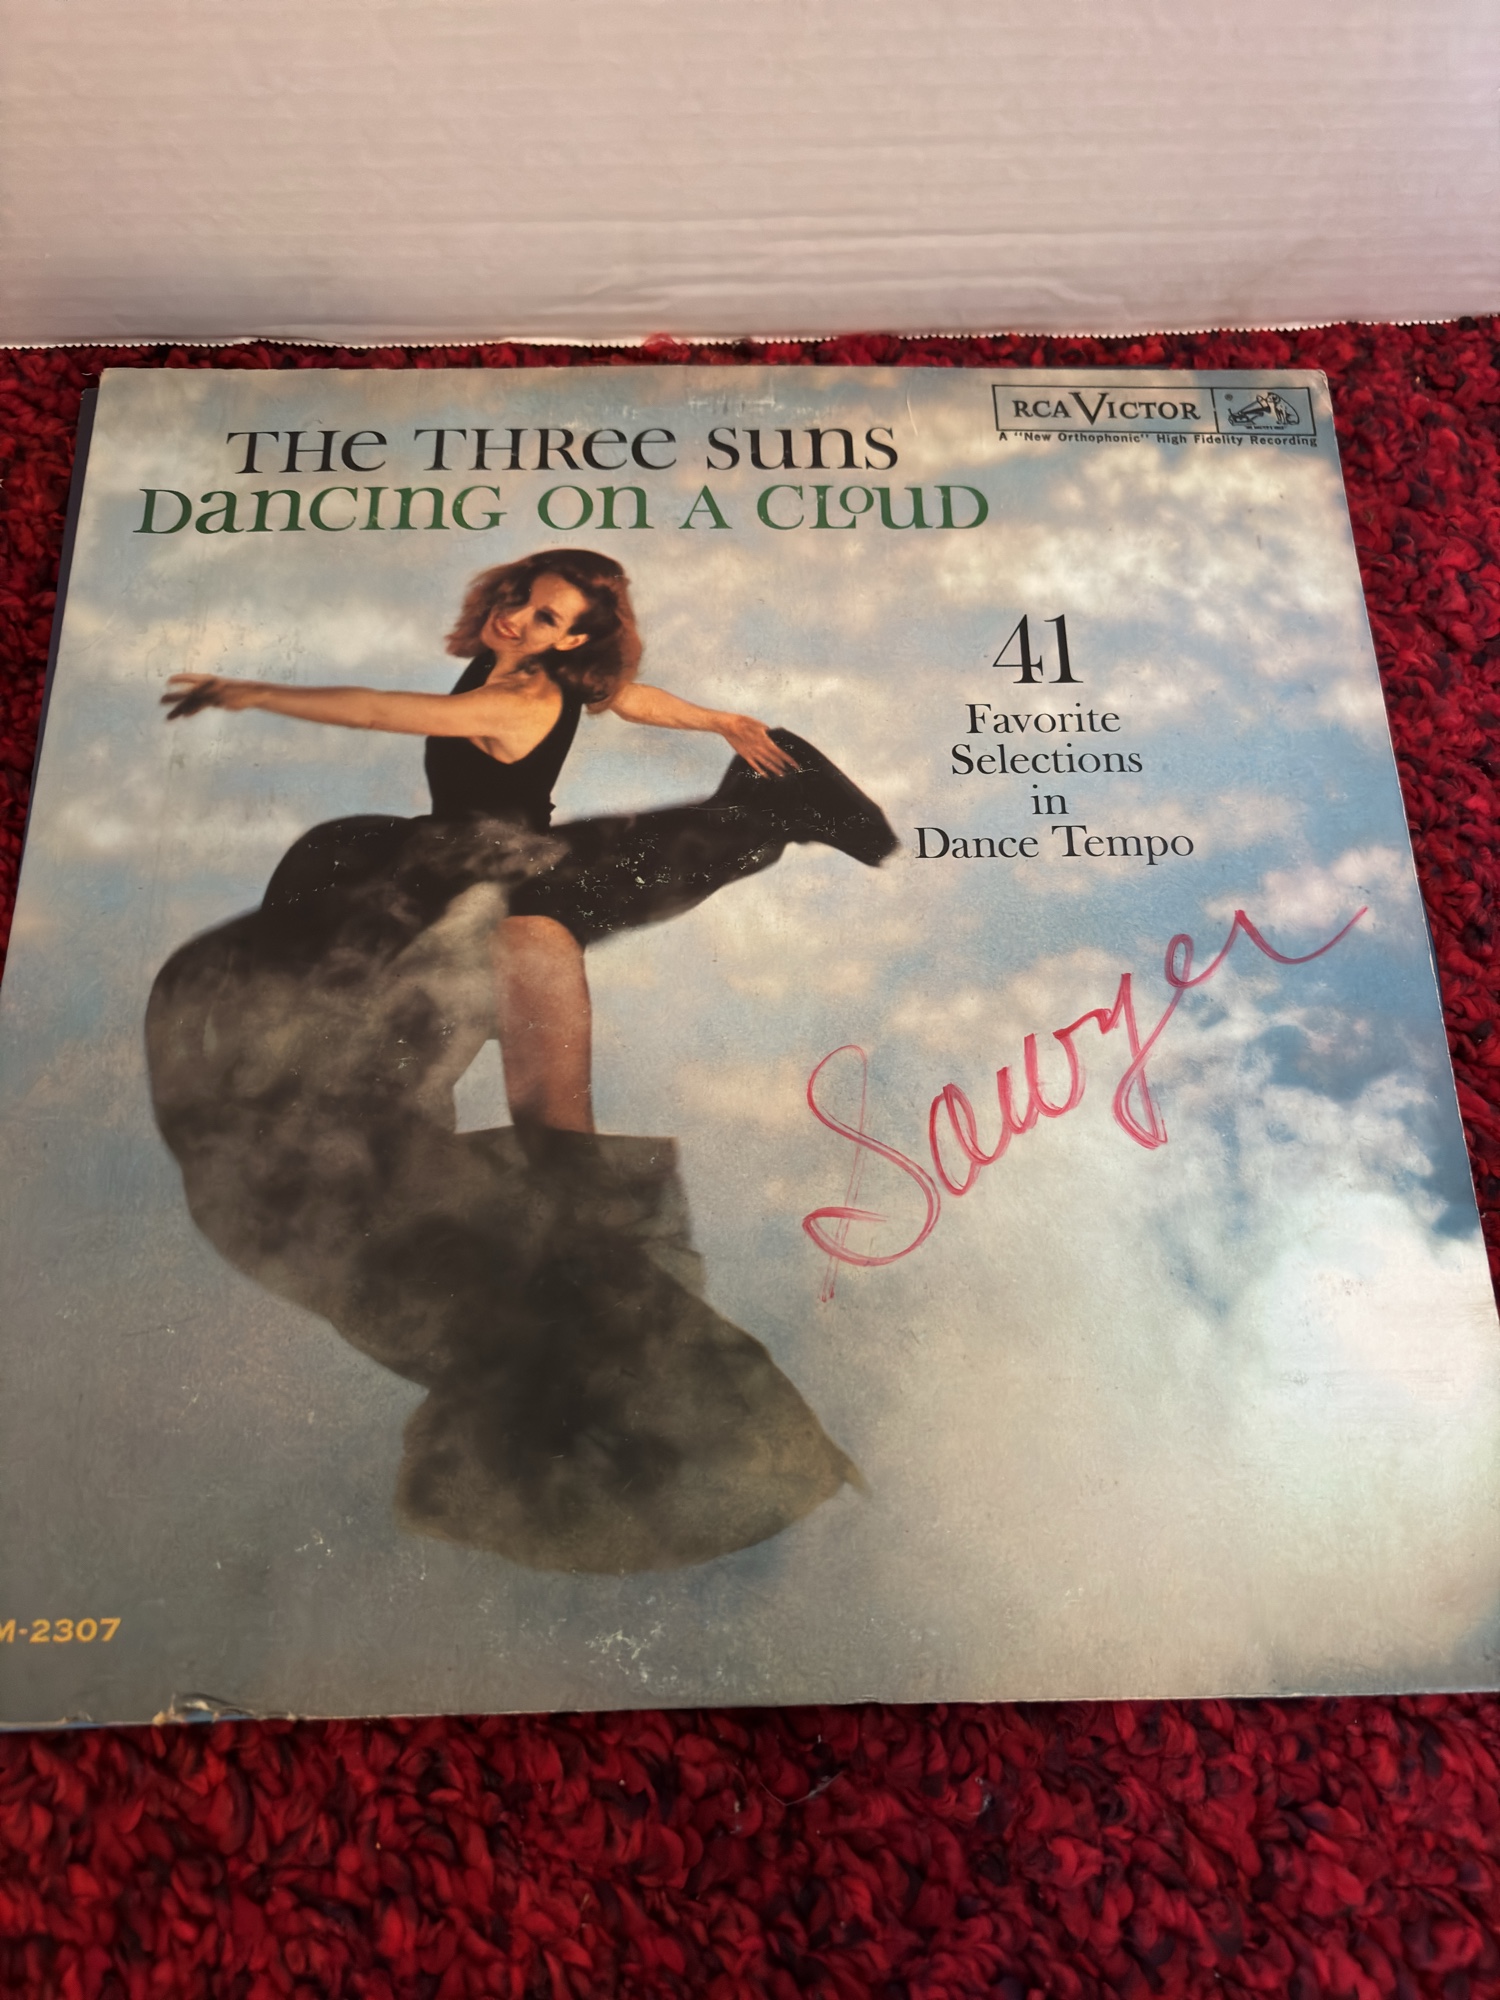 RCA VICTOR
A "New Orthophonic" High Fidelity Recording
THE THREE SUNS
DANCING ON A CLOUD
41
Favorite
Selections
in
Dance Tempo
Sawyer
M-2307